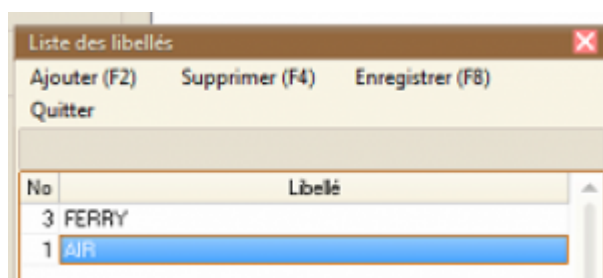 Liste des libellés
Ajouter (F2) Supprimer (F4) Enregistrer (F8)
Quitter
No Libellé
3 FERRY
1 AIR